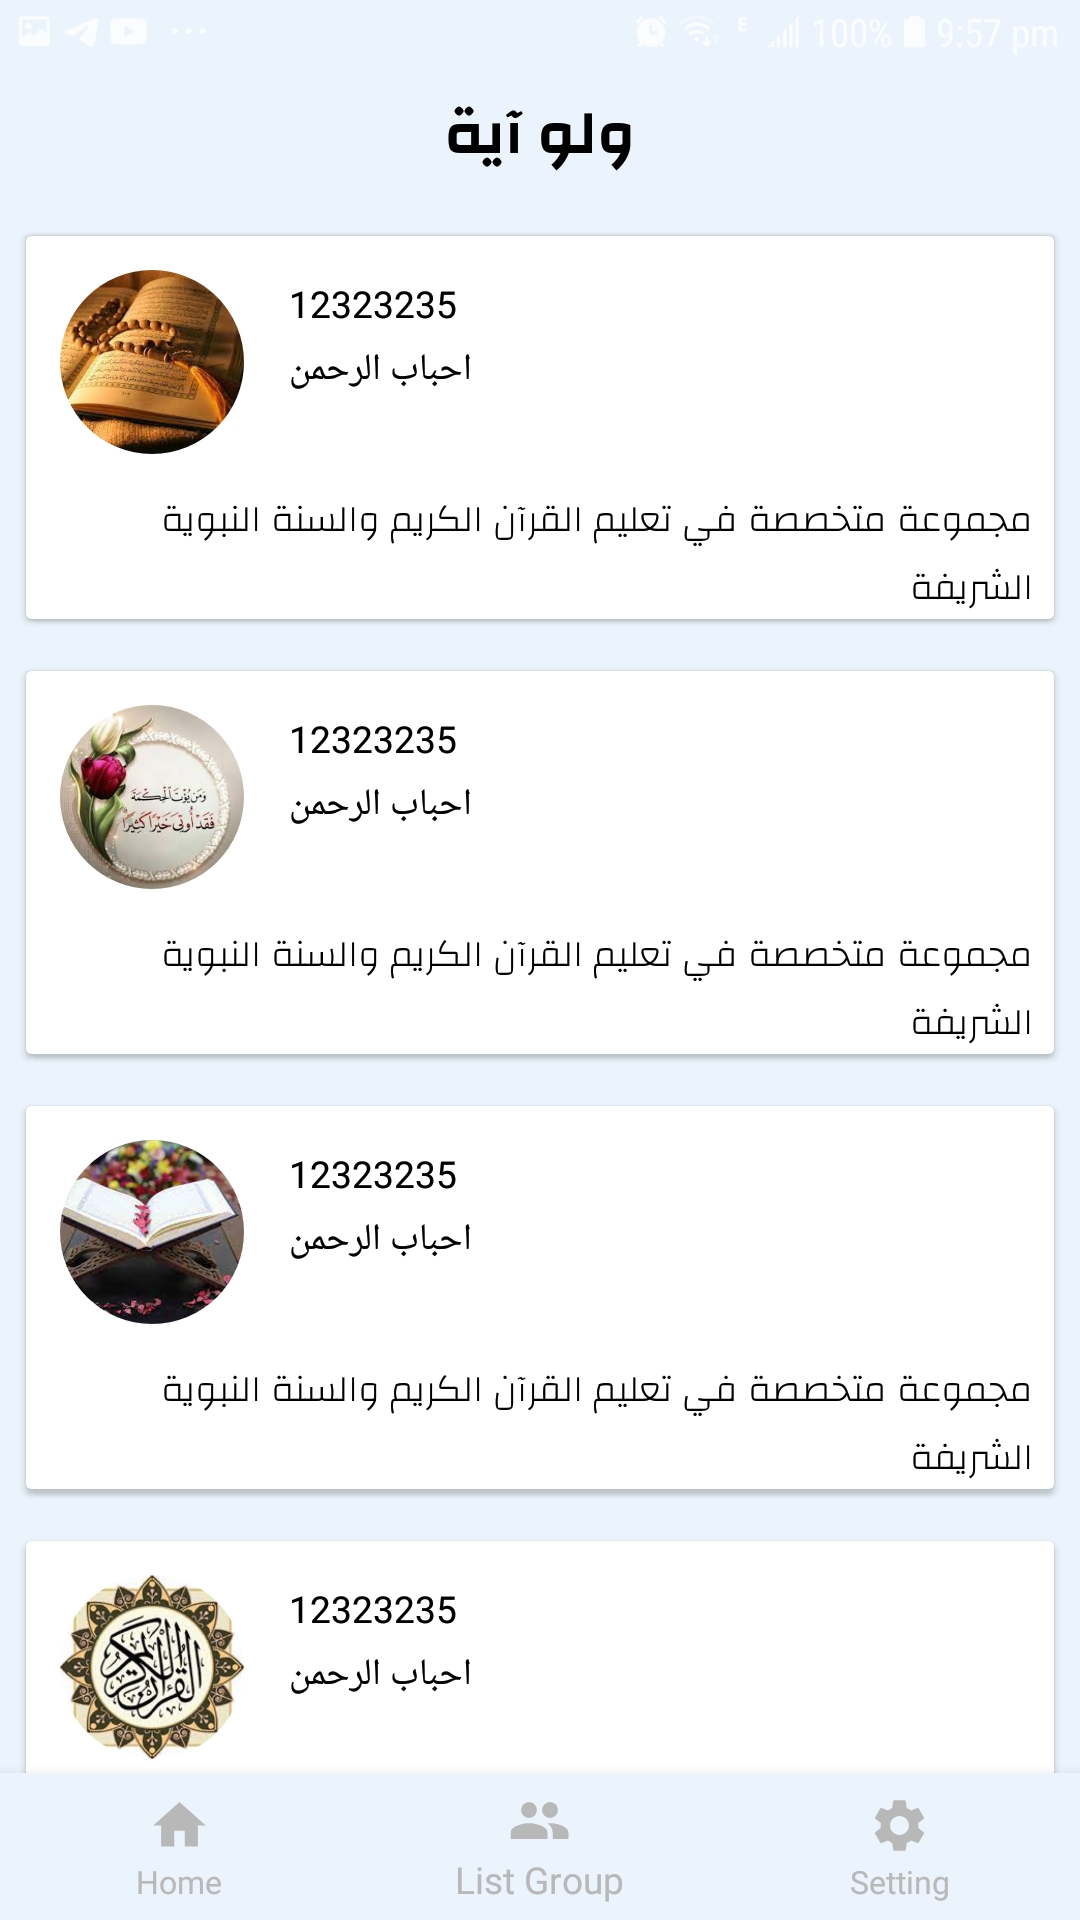 100% 9:57 pm
ولو آية
12323235
احباب الرحمن
مجموعة متخصصة في تعليم القرآن الكريم والسنة النبوية
الشريفة
12323235
احباب الرحمن
ومن يؤت الحكمة
فقد أوتي خيرا كثيرا
مجموعة متخصصة في تعليم القرآن الكريم والسنة النبوية
الشريفة
12323235
احباب الرحمن
مجموعة متخصصة في تعليم القرآن الكريم والسنة النبوية
الشريفة
12323235
احباب الرحمن
القرآن الكريم
Home
List Group
Setting